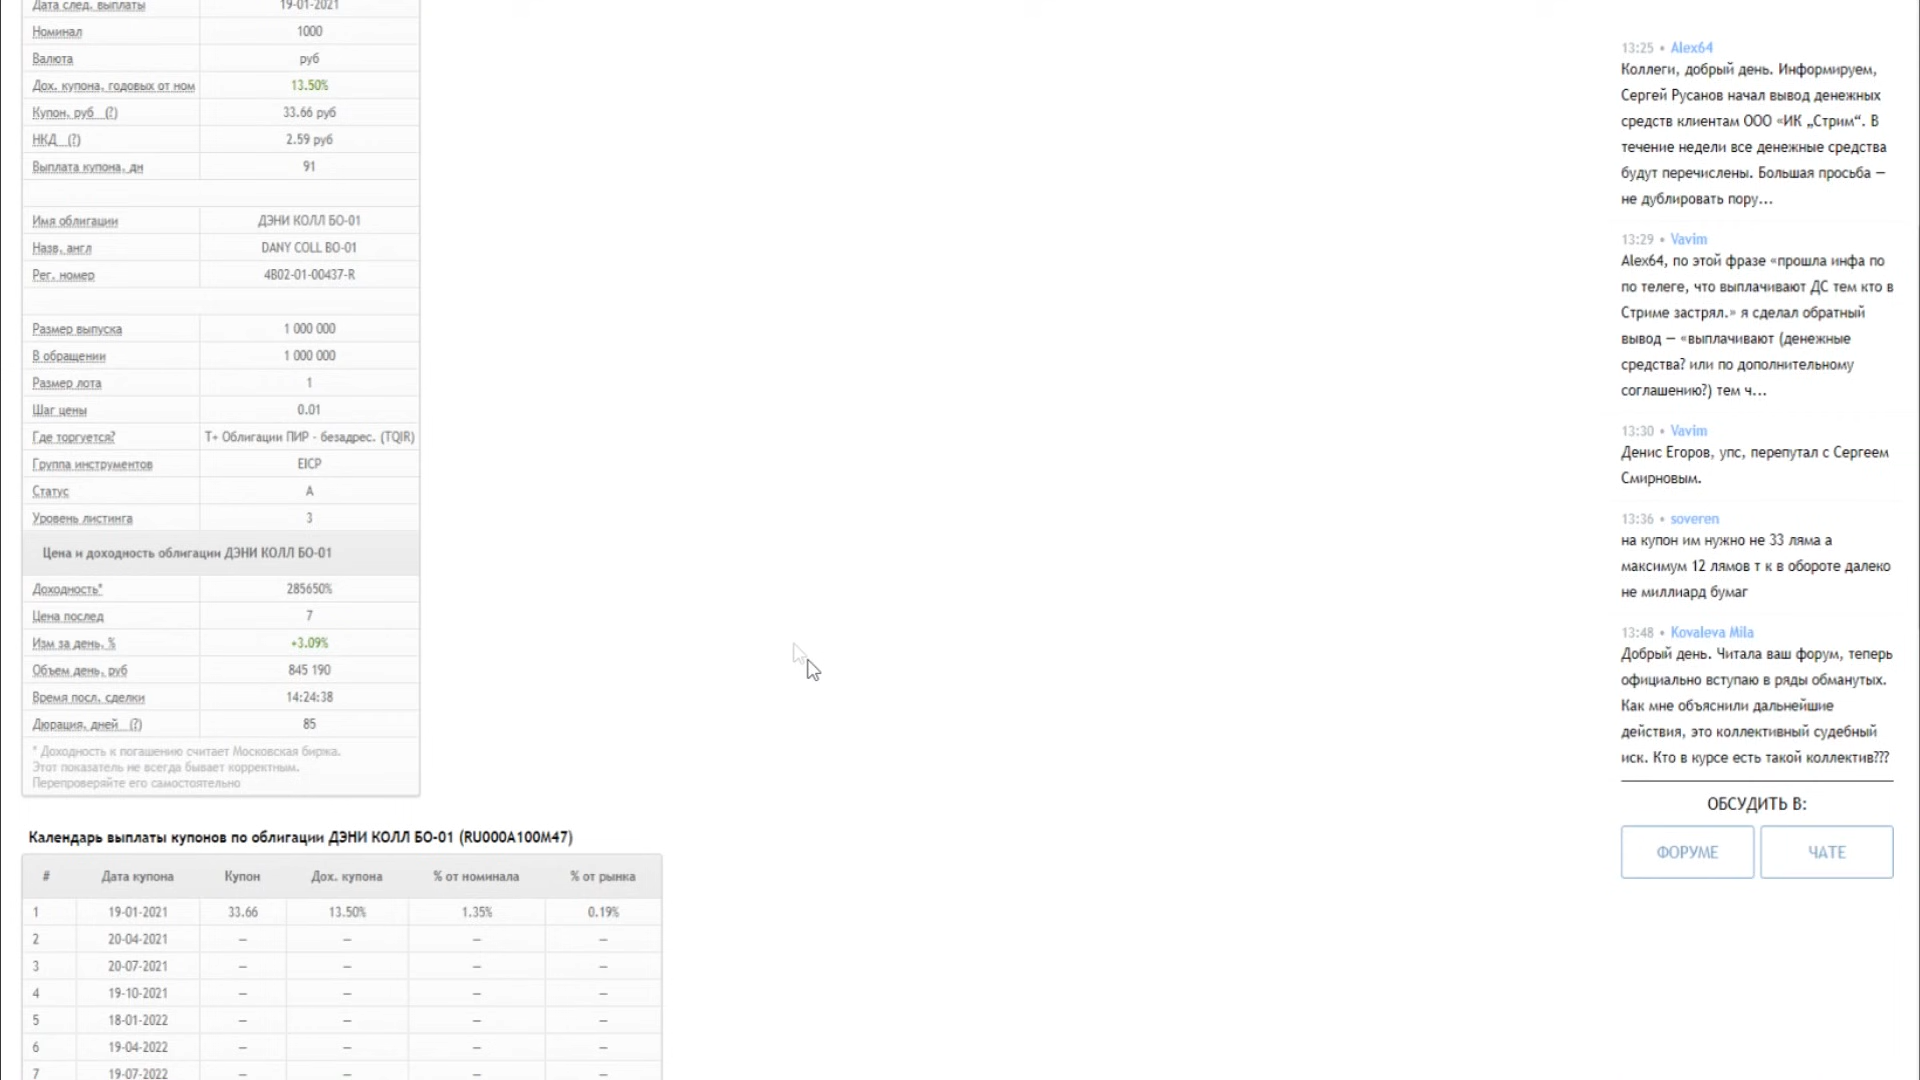 Дата след. выплаты 19-01-2021
Номинал 1000
Валюта руб
Дох. купона, годовых от ном 13.50%
Купон, руб (?) 33.66 руб
НКД (?) 2.59 руб
Выплата купона, дн 91
Имя облигации ДЭНИ КОЛЛ БО-01
Назв. англ DANY COLL BO-01
Рег. номер 4B02-01-00437-R
Размер выпуска 1 000 000
В обращении 1 000 000
Размер лота 1
Шаг цены 0.01
Где торгуется? Т+ Облигации ПИР - безадрес. (TQIR)
Группа инструментов EICP
Статус A
Уровень листинга 3
Цена и доходность облигации ДЭНИ КОЛЛ БО-01
Доходность* 285650%
Цена послед 7
Изм за день, % +3.09%
Объем день, руб 845 190
Время посл. сделки 14:24:38
Дюрация, дней (?) 85
* Доходность к погашению считает Московская биржа.
Этот показатель не всегда бывает корректным.
Перепроверяйте его самостоятельно
Календарь выплаты купонов по облигации ДЭНИ КОЛЛ БО-01 (RU000A100M47)
# Дата купона Купон Дох. купона % от номинала % от рынка
1 19-01-2021 33.66 13.50% 1.35% 0.19%
2 20-04-2021 — — — —
3 20-07-2021 — — — —
4 19-10-2021 — — — —
5 18-01-2022 — — — —
6 19-04-2022 — — — —
7 19-07-2022 — — — —
13:25 • Alex64
Коллеги, добрый день. Информируем,
Сергей Русанов начал вывод денежных
средств клиентам ООО «ИК „Стрим“. В
течение недели все денежные средства
будут перечислены. Большая просьба —
не дублировать пору...
13:29 • Vavim
Alex64, по этой фразе «прошла инфа по
по телеге, что выплачивают ДС тем кто в
Стриме застрял.» я сделал обратный
вывод — «выплачивают (денежные
средства? или по дополнительному
соглашению?) тем ч...
13:30 • Vavim
Денис Егоров, упс, перепутал с Сергеем
Смирновым.
13:36 • soveren
на купон им нужно не 33 ляма а
максимум 12 лямов т к в обороте далеко
не миллиард бумаг
13:48 • Kovaleva Mila
Добрый день. Читала ваш форум, теперь
официально вступаю в ряды обманутых.
Как мне объяснили дальнейшие
действия, это коллективный судебный
иск. Кто в курсе есть такой коллектив???
ОБСУДИТЬ В:
ФОРУМЕ ЧАТЕ